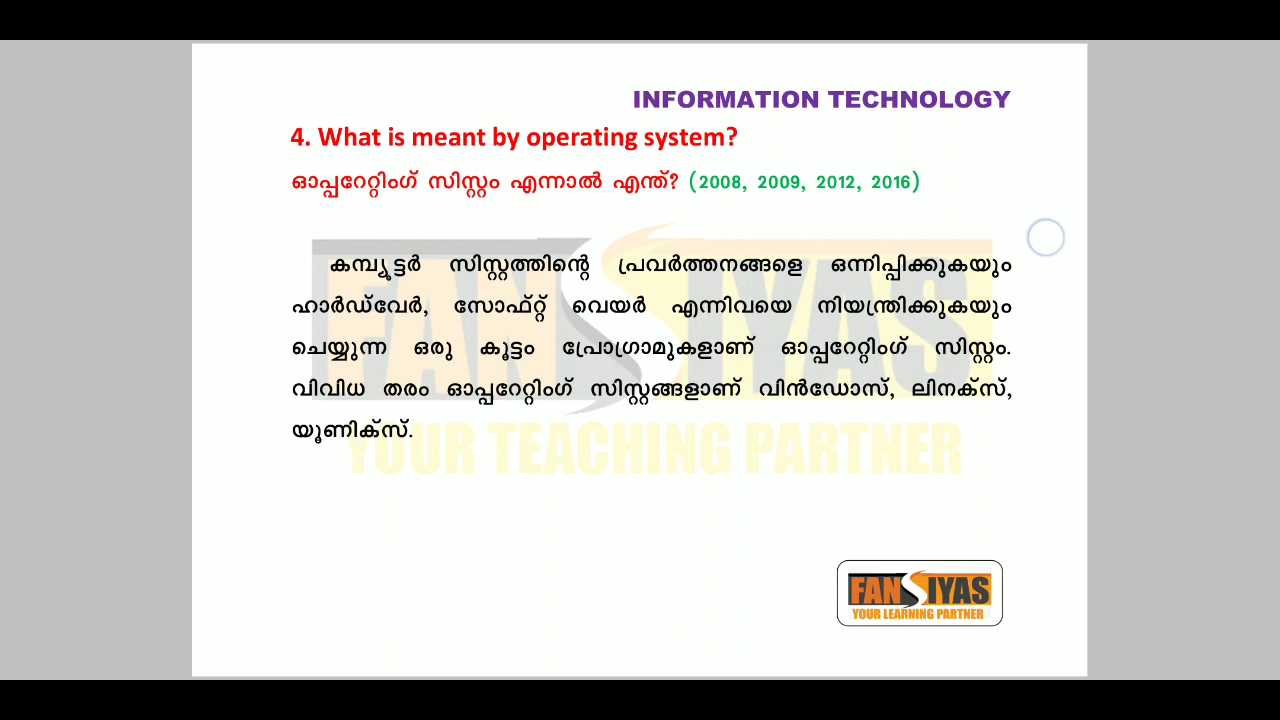 INFORMATION TECHNOLOGY
4. What is meant by operating system?
ഓപ്പറേറ്റിംഗ് സിസ്റ്റം എന്നാൽ എന്ത്? (2008, 2009, 2012, 2016)
കമ്പ്യൂട്ടർ സിസ്റ്റത്തിന്റെ പ്രവർത്തനങ്ങളെ ഒന്നിപ്പിക്കുകയും
ഹാർഡ്‌വേർ, സോഫ്റ്റ് വെയർ എന്നിവയെ നിയന്ത്രിക്കുകയും
ചെയ്യുന്ന ഒരു കൂട്ടം പ്രോഗ്രാമുകളാണ് ഓപ്പറേറ്റിംഗ് സിസ്റ്റം.
വിവിധ തരം ഓപ്പറേറ്റിംഗ് സിസ്റ്റങ്ങളാണ് വിൻഡോസ്, ലിനക്സ്,
യൂണിക്സ്.
FANSIYAS
YOUR TEACHING PARTNER
FANSIYAS
YOUR LEARNING PARTNER